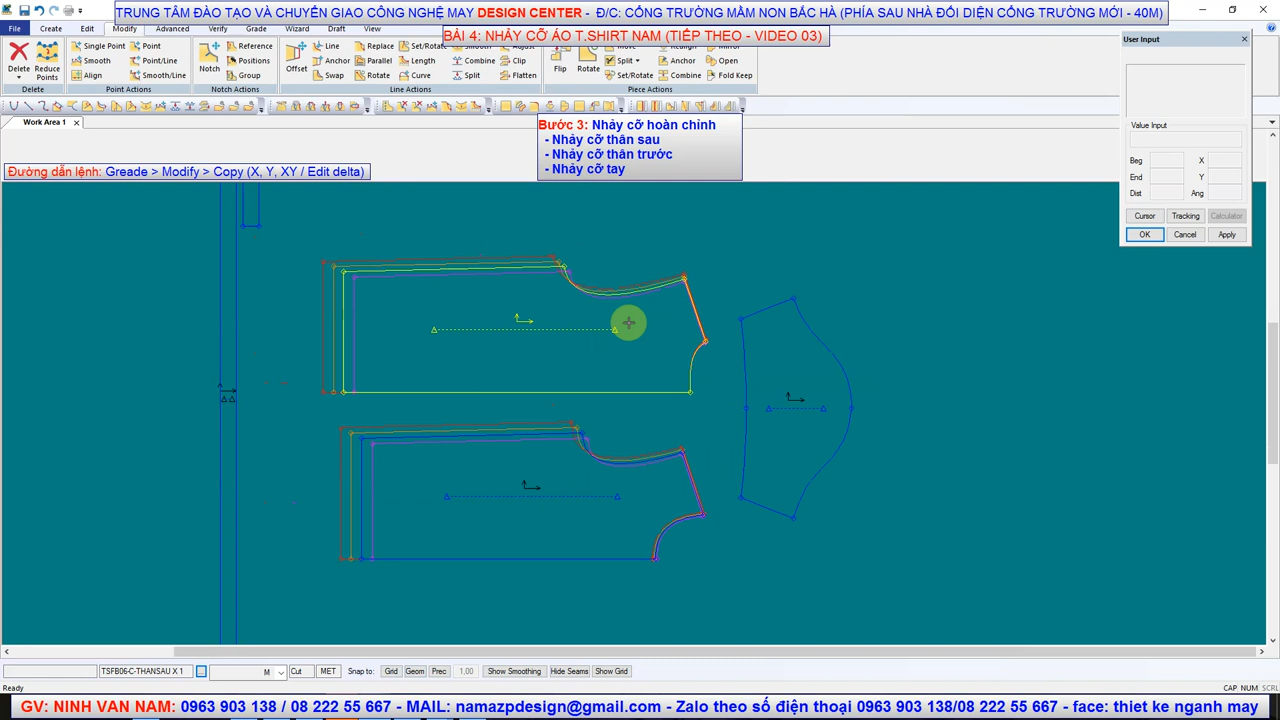 TRUNG TÂM ĐÀO TẠO VÀ CHUYỂN GIAO CÔNG NGHỆ MAY DESIGN CENTER - Đ/C: CỔNG TRƯỜNG MẦM NON BẮC HÀ (PHÍA SAU NHÀ ĐỐI DIỆN CỔNG TRƯỜNG MỚI - 40M)
File Create Edit Modify Advanced Verify Grade Wizard Draft View
BÀI 4: NHẢY CỠ ÁO T.SHIRT NAM (TIẾP THEO - VIDEO 03)
User Input
Delete Reduce Points
Single Point Point
Smooth Line
Align Smooth/Line
Notch Reference
Positions
Group
Offset Line Replace Set/Rotate Smooth
Anchor Parallel Length Combine Clip
Swap Rotate Curve Split Flatten
Flip Rotate Mirror
Split Anchor Open
Set/Rotate Combine Fold Keep
Delete Point Actions Notch Actions Line Actions Piece Actions
Work Area 1
Bước 3: Nhảy cỡ hoàn chỉnh
- Nhảy cỡ thân sau
- Nhảy cỡ thân trước
- Nhảy cỡ tay
Đường dẫn lệnh: Greade > Modify > Copy (X, Y, XY / Edit delta)
Value Input
Beg X
End Y
Dist Ang
Cursor Tracking Calculator
OK Cancel Apply
TSFB06-C-THANSAU X 1 ... M Cut MET Snap to: Grid Geom Prec 1,00 Show Smoothing Hide Seams Show Grid
Ready CAP NUM SCRL
GV: NINH VAN NAM: 0963 903 138 / 08 222 55 667 - MAIL: namazpdesign@gmail.com - Zalo theo số điện thoại 0963 903 138/08 222 55 667 - face: thiet ke nganh may